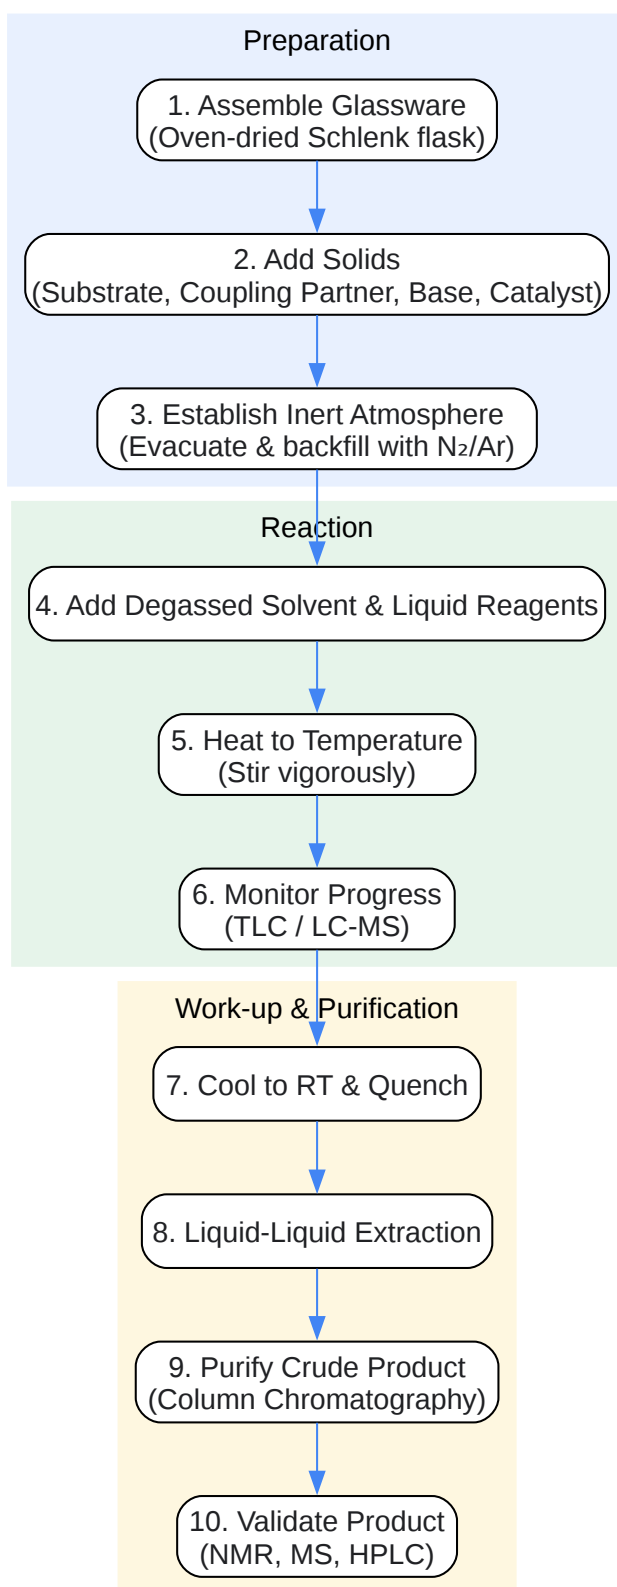 Preparation
1. Assemble Glassware
(Oven-dried Schlenk flask)
2. Add Solids
(Substrate, Coupling Partner, Base, Catalyst)
3. Establish Inert Atmosphere
(Evacuate & backfill with N₂/Ar)
Reaction
4. Add Degassed Solvent & Liquid Reagents
5. Heat to Temperature
(Stir vigorously)
6. Monitor Progress
(TLC / LC-MS)
Work-up & Purification
7. Cool to RT & Quench
8. Liquid-Liquid Extraction
9. Purify Crude Product
(Column Chromatography)
10. Validate Product
(NMR, MS, HPLC)